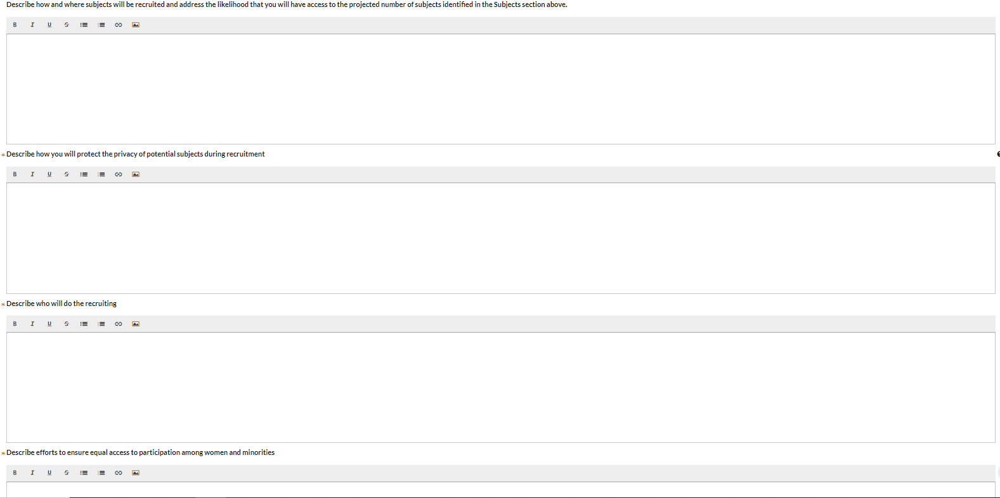 Describe how and where subjects will be recruited and address the likelihood that you will have access to the projected number of subjects identified in the Subjects section above.
B I U S
* Describe how you will protect the privacy of potential subjects during recruitment
B I U S
* Describe who will do the recruiting
B I U S
* Describe efforts to ensure equal access to participation among women and minorities
B I U S